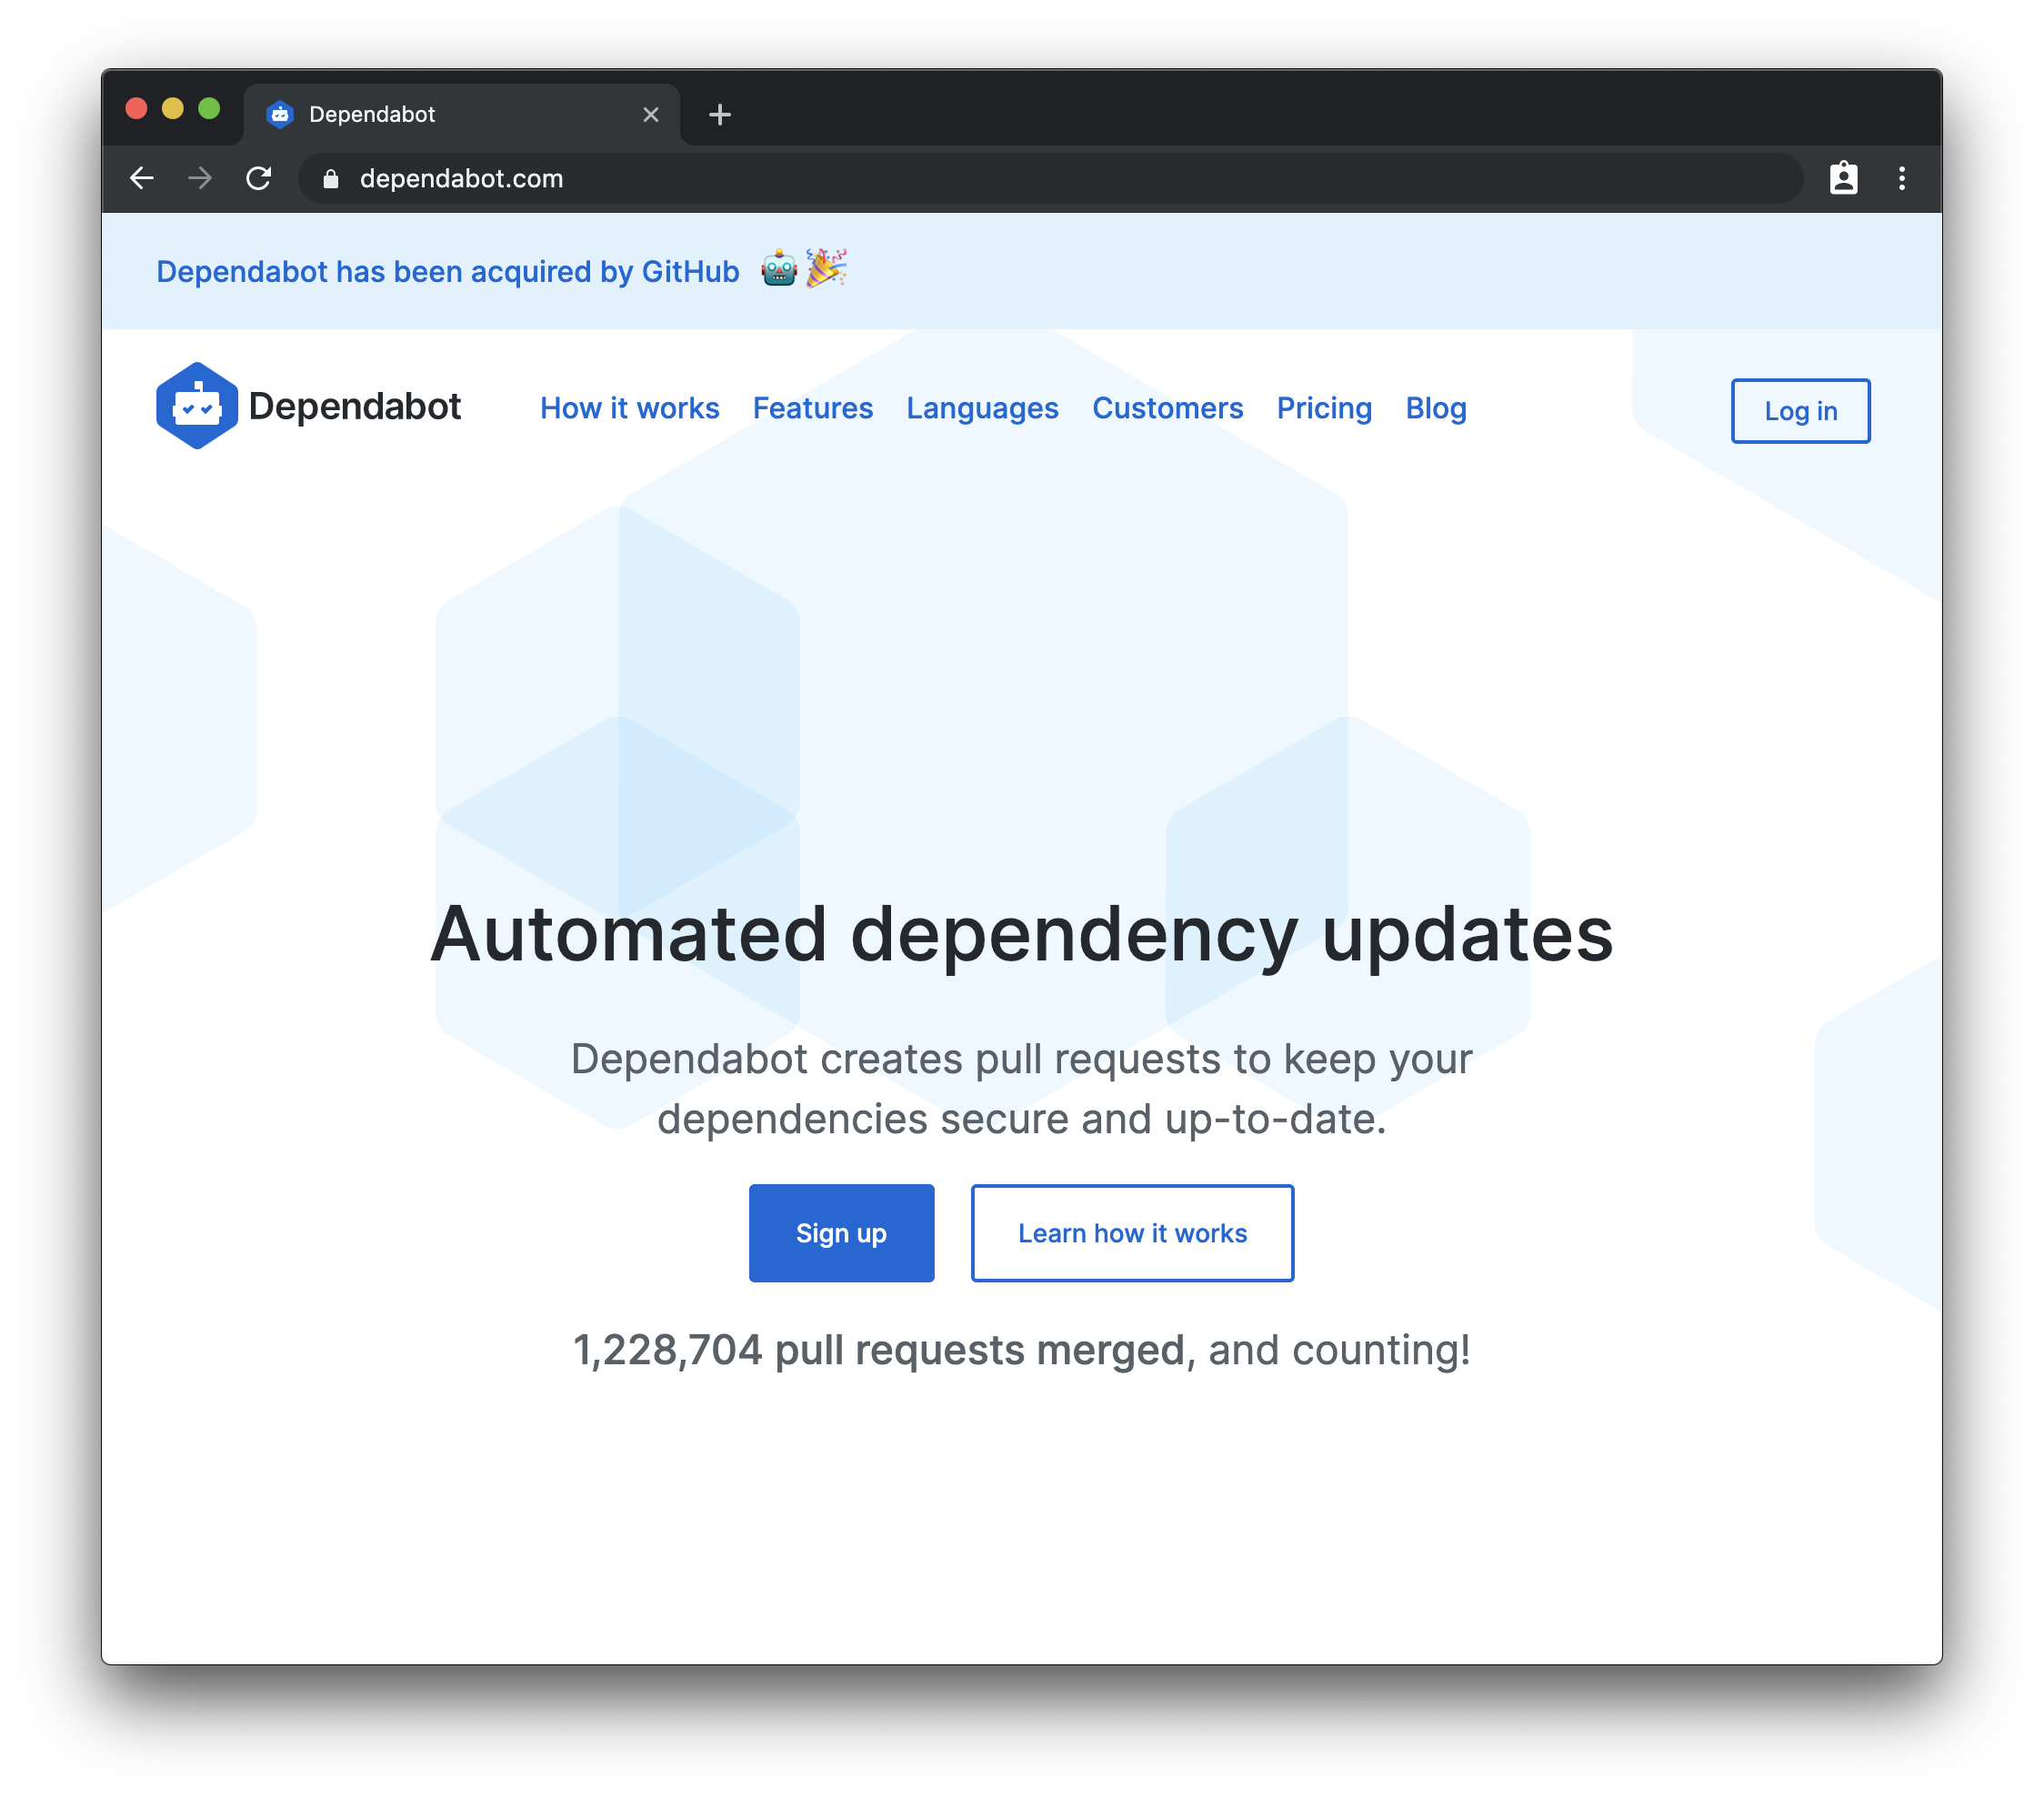 Dependabot
dependabot.com
Dependabot has been acquired by GitHub 🤖🎉
Dependabot How it works Features Languages Customers Pricing Blog Log in
Automated dependency updates
Dependabot creates pull requests to keep your
dependencies secure and up-to-date.
Sign up Learn how it works
1,228,704 pull requests merged, and counting!